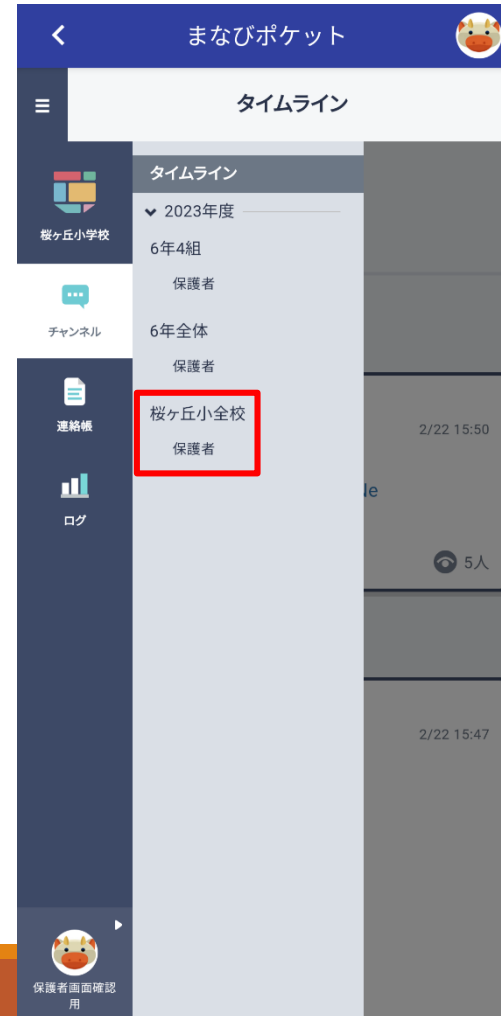 まなびポケット
タイムライン
桜ヶ丘小学校
チャンネル
連絡帳
ログ
タイムライン
2023年度
6年4組
保護者
6年全体
保護者
桜ヶ丘小全校
保護者
2/22 15:50
le
5人
2/22 15:47
保護者画面確認
用